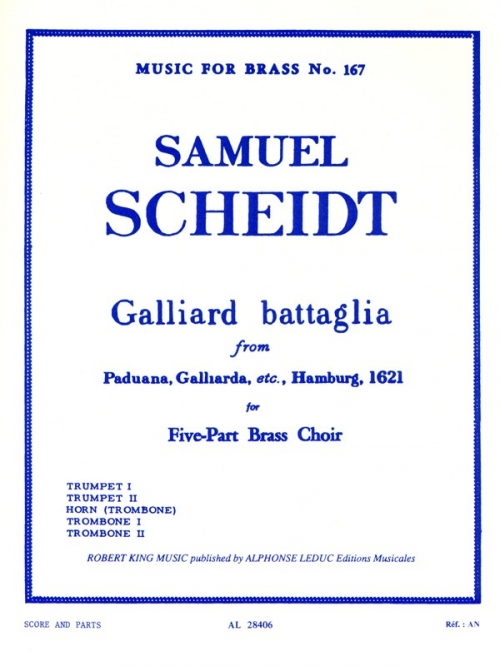 MUSIC FOR BRASS No. 167
SAMUEL
SCHEIDT
Galliard battaglia
from
Paduana, Galliarda, etc., Hamburg, 1621
for
Five-Part Brass Choir
TRUMPET I
TRUMPET II
HORN (TROMBONE)
TROMBONE I
TROMBONE II
ROBERT KING MUSIC published by ALPHONSE LEDUC Editions Musicales
SCORE AND PARTS AL 28406 Réf. : AN